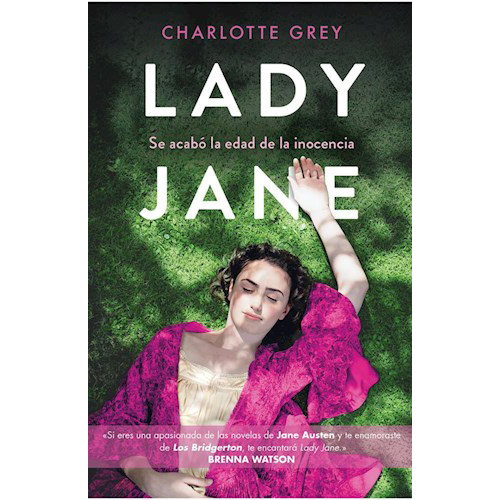 CHARLOTTE GREY
LADY
Se acabó la edad de la inocencia
JANE
«Si eres una apasionada de las novelas de Jane Austen y te enamoraste
de Los Bridgerton, te encantará Lady Jane.»
BRENNA WATSON